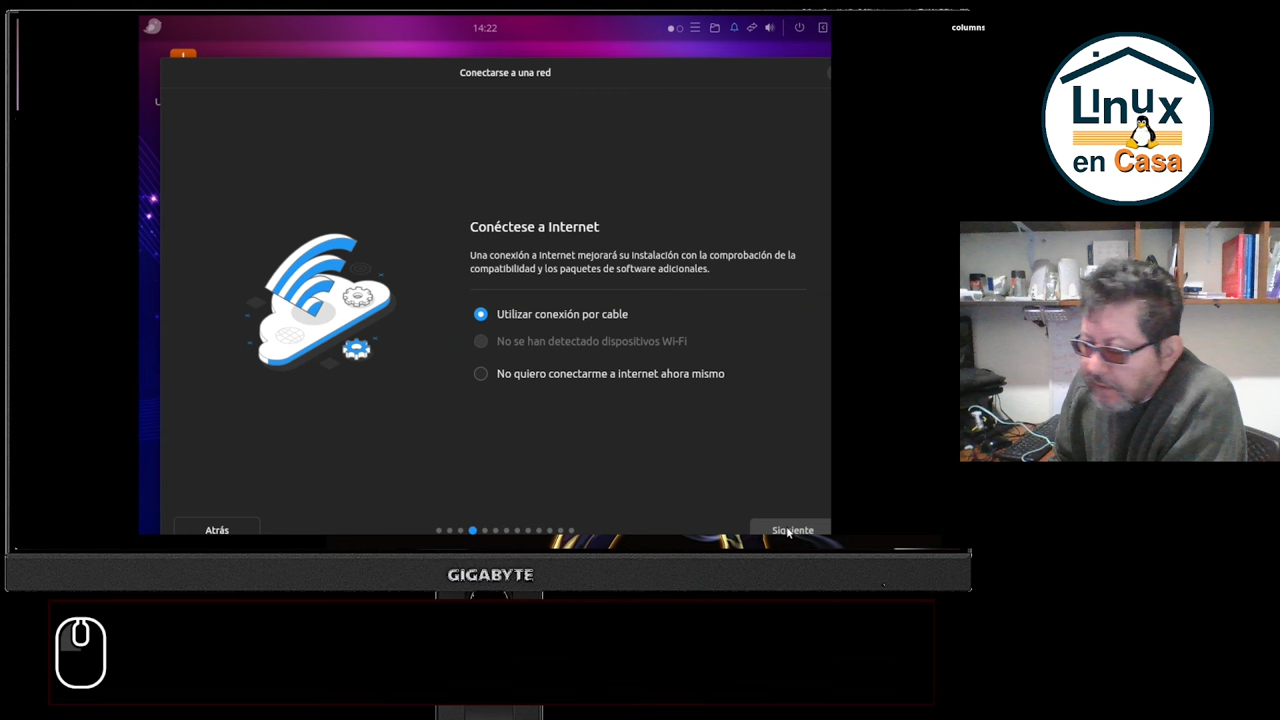 14:22
columns
Conectarse a una red
Linux
en Casa
Conéctese a Internet
Una conexión a Internet mejorará su instalación con la comprobación de la
compatibilidad y los paquetes de software adicionales.
Utilizar conexión por cable
No se han detectado dispositivos Wi-Fi
No quiero conectarme a internet ahora mismo
Atrás
Siguiente
GIGABYTE